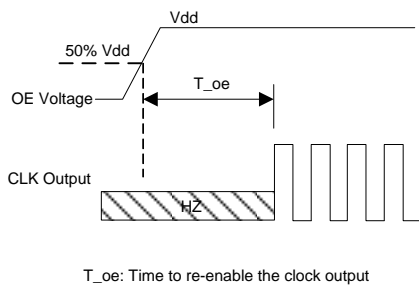 Vdd
50% Vdd
T_oe
OE Voltage
CLK Output
HZ
T_oe: Time to re-enable the clock output